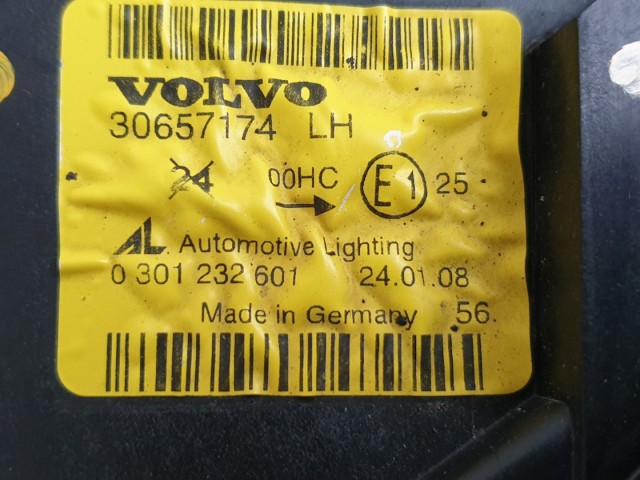 VOLVO
30657174 LH
24 00HC E1 25
AL Automotive Lighting
0 301 232 601 24.01.08
Made in Germany 56